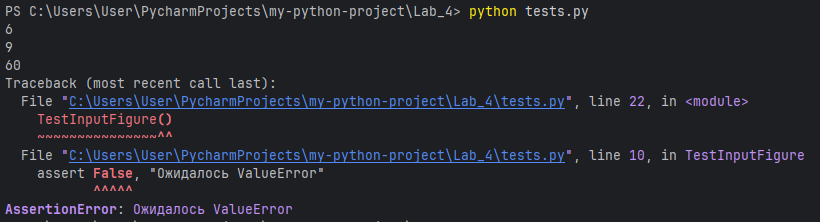 PS C:\Users\User\PycharmProjects\my-python-project\Lab_4> python tests.py
6
9
60
Traceback (most recent call last):
  File "C:\Users\User\PycharmProjects\my-python-project\Lab_4\tests.py", line 22, in <module>
    TestInputFigure()
    ~~~~~~~~~~~~~~~^^
  File "C:\Users\User\PycharmProjects\my-python-project\Lab_4\tests.py", line 10, in TestInputFigure
    assert False, "Ожидалось ValueError"
           ^^^^^
AssertionError: Ожидалось ValueError